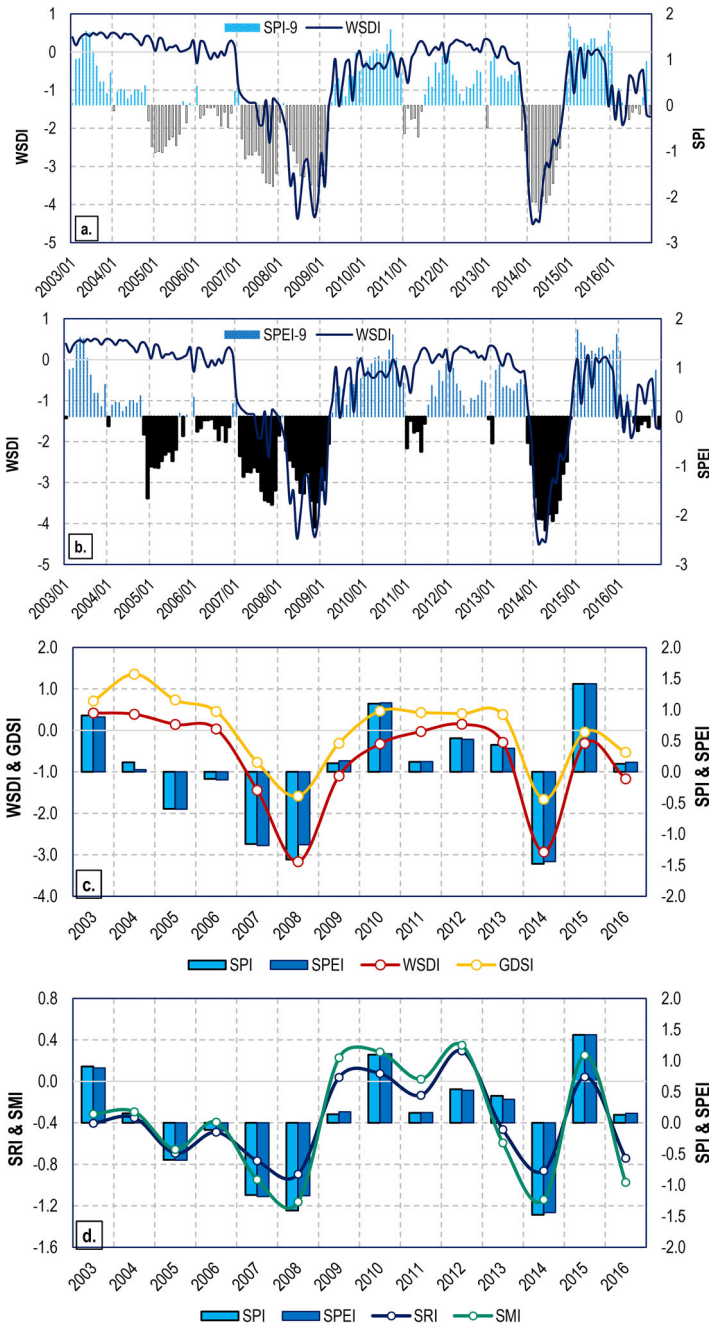 SPI-9 WSDI
1 0 -1 -2 -3 -4 -5
WSDI
2 1 0 -1 -2 -3
SPI
a.
2003/01 2004/01 2005/01 2006/01 2007/01 2008/01 2009/01 2010/01 2011/01 2012/01 2013/01 2014/01 2015/01 2016/01
SPEI-9 WSDI
1 0 -1 -2 -3 -4 -5
WSDI
2 1 0 -1 -2 -3
SPEI
b.
2003/01 2004/01 2005/01 2006/01 2007/01 2008/01 2009/01 2010/01 2011/01 2012/01 2013/01 2014/01 2015/01 2016/01
2.0 1.0 0.0 -1.0 -2.0 -3.0 -4.0
WSDI & GDSI
2.0 1.5 1.0 0.5 0.0 -0.5 -1.0 -1.5 -2.0
SPI & SPEI
c.
2003 2004 2005 2006 2007 2008 2009 2010 2011 2012 2013 2014 2015 2016
SPI SPEI WSDI GDSI
0.8 0.4 0.0 -0.4 -0.8 -1.2 -1.6
SRI & SMI
2.0 1.5 1.0 0.5 0.0 -0.5 -1.0 -1.5 -2.0
SPI & SPEI
d.
2003 2004 2005 2006 2007 2008 2009 2010 2011 2012 2013 2014 2015 2016
SPI SPEI SRI SMI